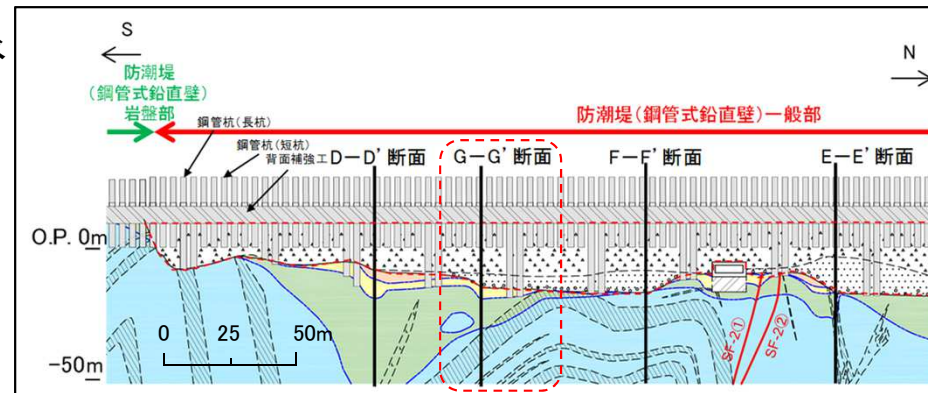 S
N
防潮堤
(鋼管式鉛直壁)
岩盤部
防潮堤(鋼管式鉛直壁)一般部
鋼管杭(長杭)
鋼管杭(短杭)
背面補強工
D-D'断面
G-G'断面
F-F'断面
E-E'断面
O.P. 0m
0 25 50m
-50m
SF-2①
SF-2②